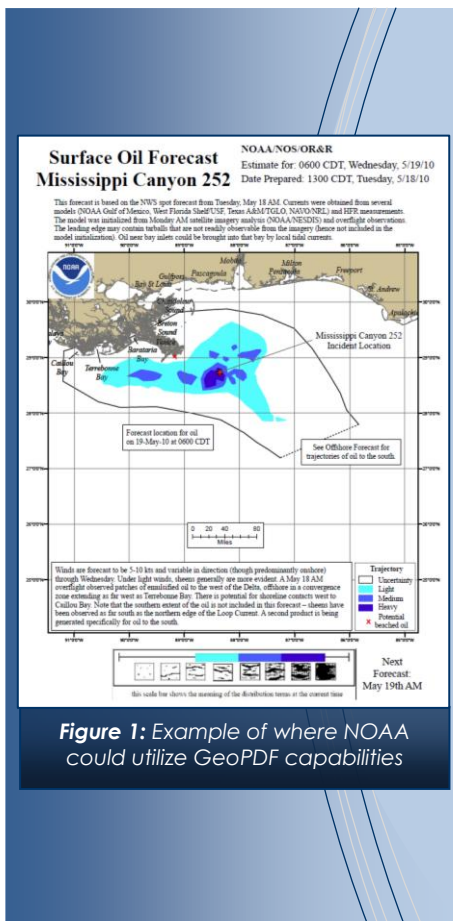 Surface Oil Forecast
Mississippi Canyon 252
NOAA/NOS/OR&R
Estimate for: 0600 CDT, Wednesday, 5/19/10
Date Prepared: 1300 CDT, Tuesday, 5/18/10
This forecast is based on the NWS spot forecast from Tuesday, May 18 AM. Currents were obtained from several
models (NOAA Gulf of Mexico, West Florida Shelf/USF, Texas A&M/TGLO, NAVO/NRL) and HFR measurements.
The model was initialized from Monday AM satellite imagery analysis (NOAA/NESDIS) and overflight observations.
The leading edge may contain tarballs that are not readily observable from the imagery (hence not included in the
model initialization). Oil near bay inlets could be brought into that bay by local tidal currents.
NOAA
Mobile
Milton
Freeport
Gulfport
Pascagoula
Pensacola
Bay St Louis
St Andrew
Chandeleur
Sound
Breton
Sound
Venice
Barataria
Bay
Caillou
Bay
Terrebonne
Bay
Mississippi Canyon 252
Incident Location
Forecast location for oil
on 19-May-10 at 0600 CDT
See Offshore Forecast for
trajectories of oil to the south.
0 20 40 80
Miles
Winds are forecast to be 5-10 kts and variable in direction (though predominantly onshore)
through Wednesday. Under light winds, sheens generally are more evident. A May 18 AM
overflight observed patches of emulsified oil to the west of the Delta, offshore in a convergence
zone extending as far west as Terrebonne Bay. There is potential for shoreline contacts west to
Caillou Bay. Note that the southern extent of the oil is not included in this forecast – sheens have
been observed as far south as the northern edge of the Loop Current. A second product is being
generated specifically for oil to the south.
Trajectory
Uncertainty
Light
Medium
Heavy
x Potential
beached oil
this scale bar shows the meaning of the distribution terms at the current time
Next
Forecast:
May 19th AM
Figure 1: Example of where NOAA
could utilize GeoPDF capabilities